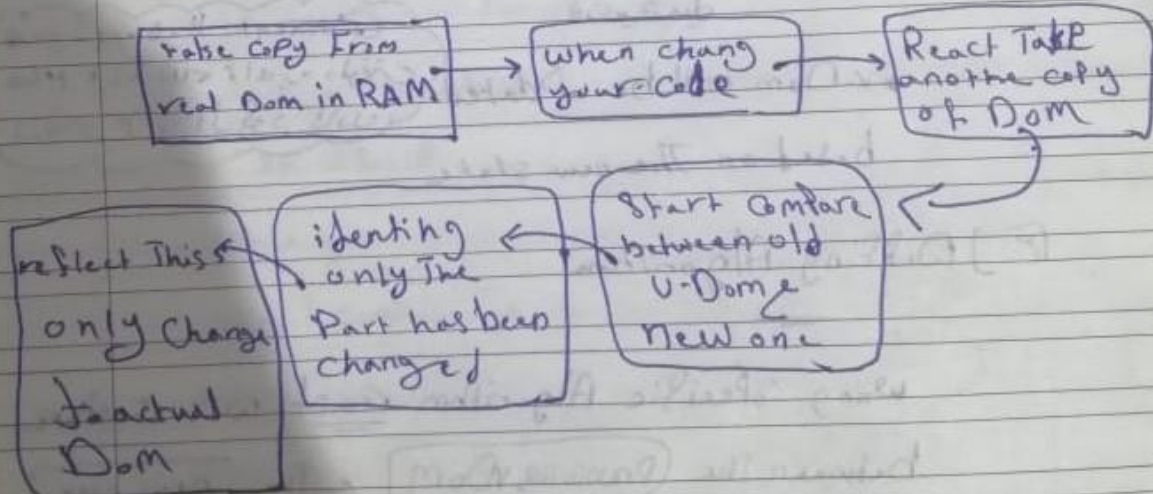 raise copy From
real Dom in RAM
when chang
your code
React Take
anothe copy
of Dom
Start Compare
between old
V-Dom &
new one
identing
only The
Part has been
changed
reflect This
only Change
to actual
Dom